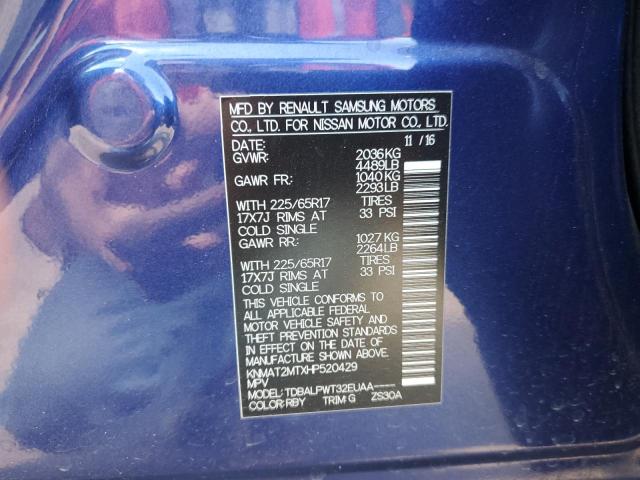 MFD BY RENAULT SAMSUNG MOTORS
CO., LTD. FOR NISSAN MOTOR CO., LTD.
DATE: 11 / 16
GVWR: 2036KG
4489LB
GAWR FR: 1040KG
2293LB
WITH 225/65R17 TIRES
17X7J RIMS AT 33 PSI
COLD SINGLE
GAWR RR: 1027 KG
2264LB
WITH 225/65R17 TIRES
17X7J RIMS AT 33 PSI
COLD SINGLE
THIS VEHICLE CONFORMS TO
ALL APPLICABLE FEDERAL
MOTOR VEHICLE SAFETY AND
THEFT PREVENTION STANDARDS
IN EFFECT ON THE DATE OF
MANUFACTURE SHOWN ABOVE.
KNMAT2MTXHP520429
MPV
MODEL: TDBALPWT32EUAA-----
COLOR:RBY TRIM:G ZS30A